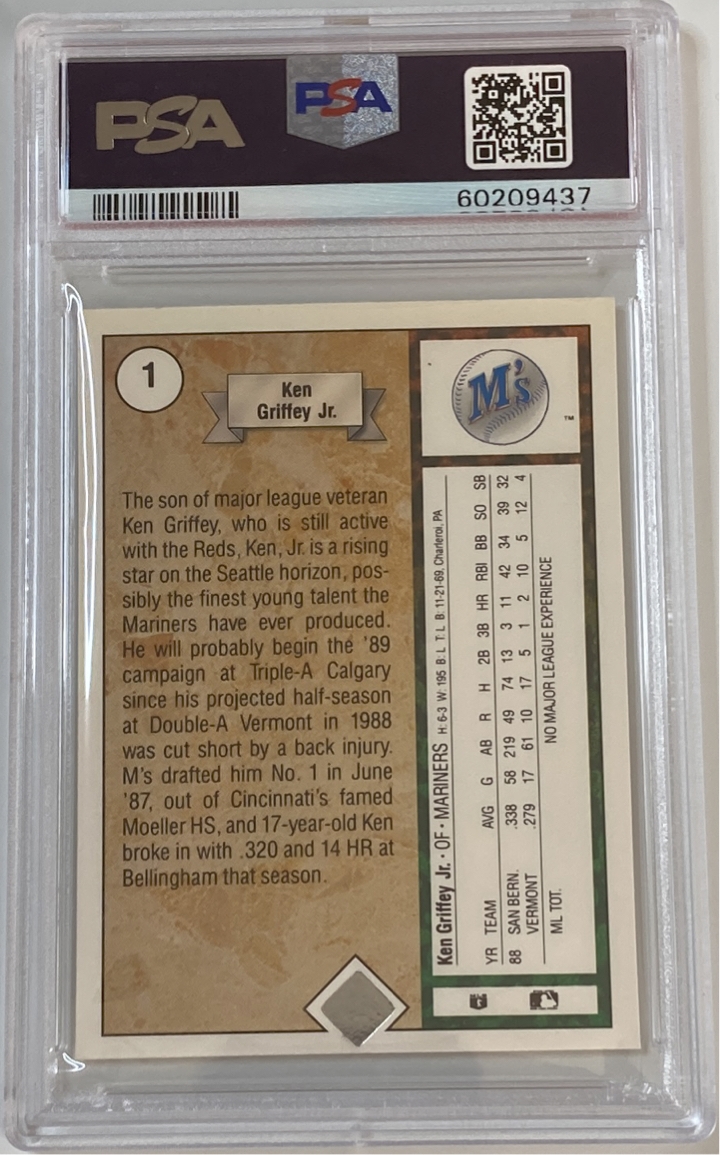 PSA
PSA
60209437
1
Ken
Griffey Jr.
The son of major league veteran
Ken Griffey, who is still active
with the Reds, Ken, Jr. is a rising
star on the Seattle horizon, pos-
sibly the finest young talent the
Mariners have ever produced.
He will probably begin the '89
campaign at Triple-A Calgary
since his projected half-season
at Double-A Vermont in 1988
was cut short by a back injury.
M's drafted him No. 1 in June
'87, out of Cincinnati's famed
Moeller HS, and 17-year-old Ken
broke in with .320 and 14 HR at
Bellingham that season.
M's
TM
Ken Griffey Jr. • OF • MARINERS H: 6-3 W: 195 B: L T: L B: 11-21-69, Charleroi, PA
YR TEAM AVG G AB R H 2B 3B HR RBI BB SO SB
88 SAN BERN. .338 58 219 49 74 13 3 11 42 34 39 32
VERMONT .279 17 61 10 17 5 1 2 10 5 12 4
ML TOT. NO MAJOR LEAGUE EXPERIENCE